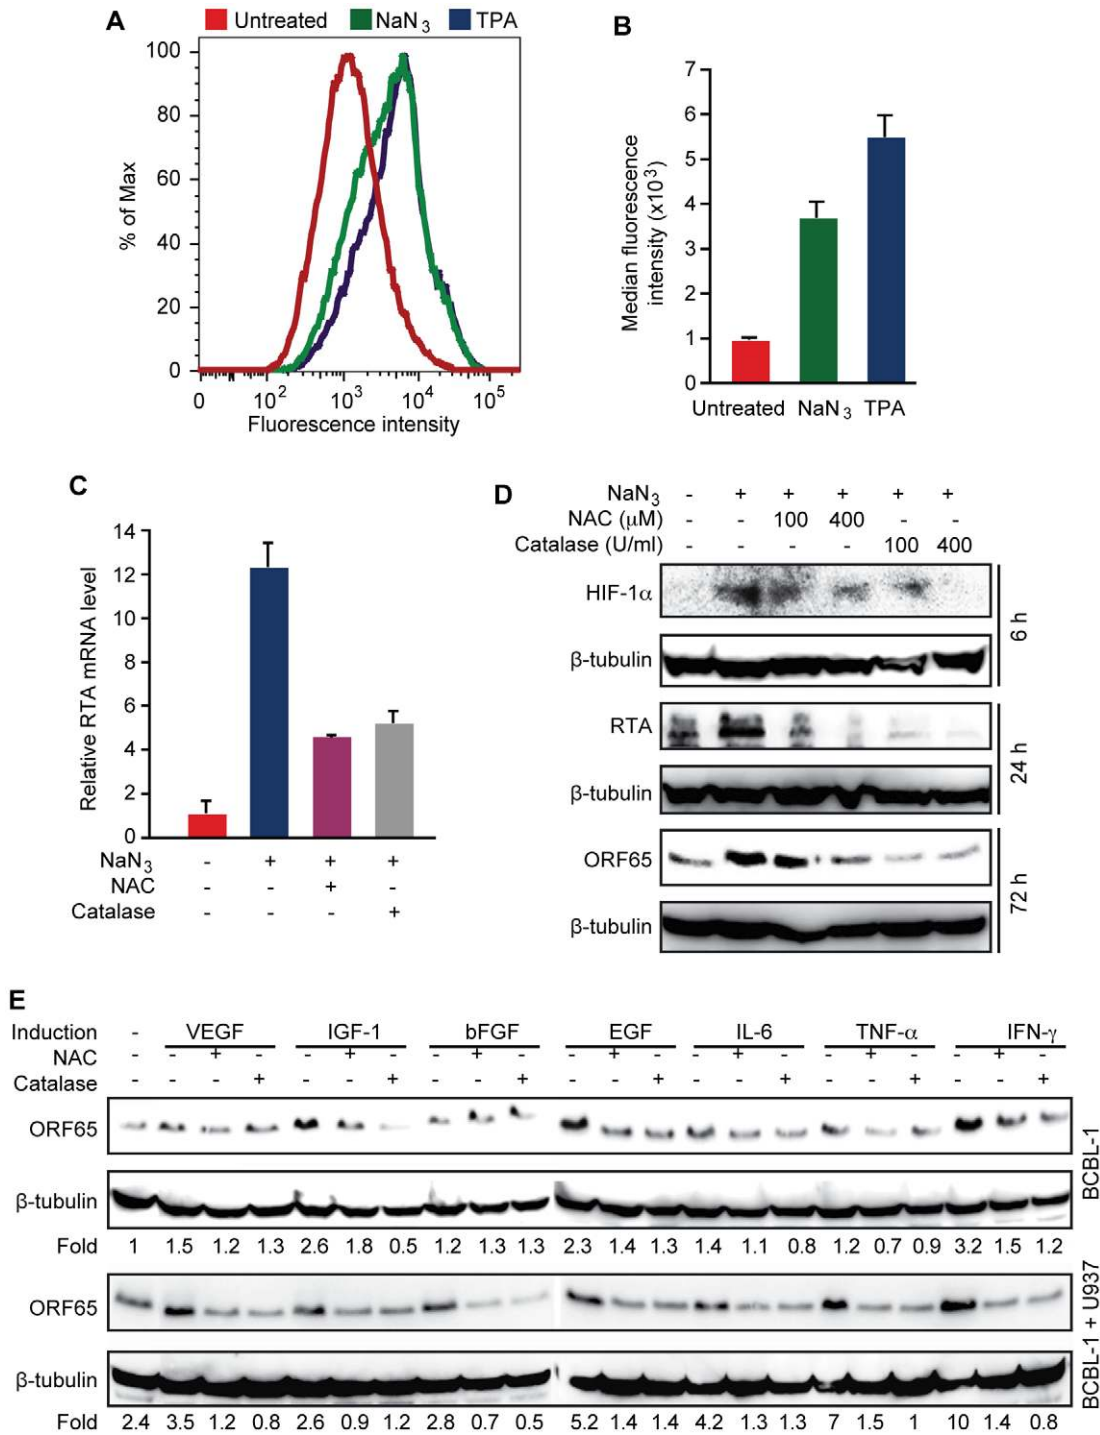 A
Untreated NaN3 TPA
100
80
60
40
20
0
% of Max
0 10^2 10^3 10^4 10^5
Fluorescence intensity
B
7
6
5
4
3
2
1
0
Median fluorescence
intensity (x10^3)
Untreated NaN3 TPA
C
14
12
10
8
6
4
2
0
Relative RTA mRNA level
NaN3 - + + +
NAC - - + -
Catalase - - - +
D
NaN3 - + + + + +
NAC (μM) - - 100 400 - -
Catalase (U/ml) - - - - 100 400
HIF-1α
β-tubulin
6 h
RTA
β-tubulin
24 h
ORF65
β-tubulin
72 h
E
Induction - VEGF IGF-1 bFGF EGF IL-6 TNF-α IFN-γ
NAC - - + - - + - - + - - + - - + - - + - - + -
Catalase - - - + - - + - - + - - + - - + - - + - - +
ORF65
β-tubulin
Fold 1 1.5 1.2 1.3 2.6 1.8 0.5 1.2 1.3 1.3 2.3 1.4 1.3 1.4 1.1 0.8 1.2 0.7 0.9 3.2 1.5 1.2
BCBL-1
ORF65
β-tubulin
Fold 2.4 3.5 1.2 0.8 2.6 0.9 1.2 2.8 0.7 0.5 5.2 1.4 1.4 4.2 1.3 1.3 7 1.5 1 10 1.4 0.8
BCBL-1 + U937